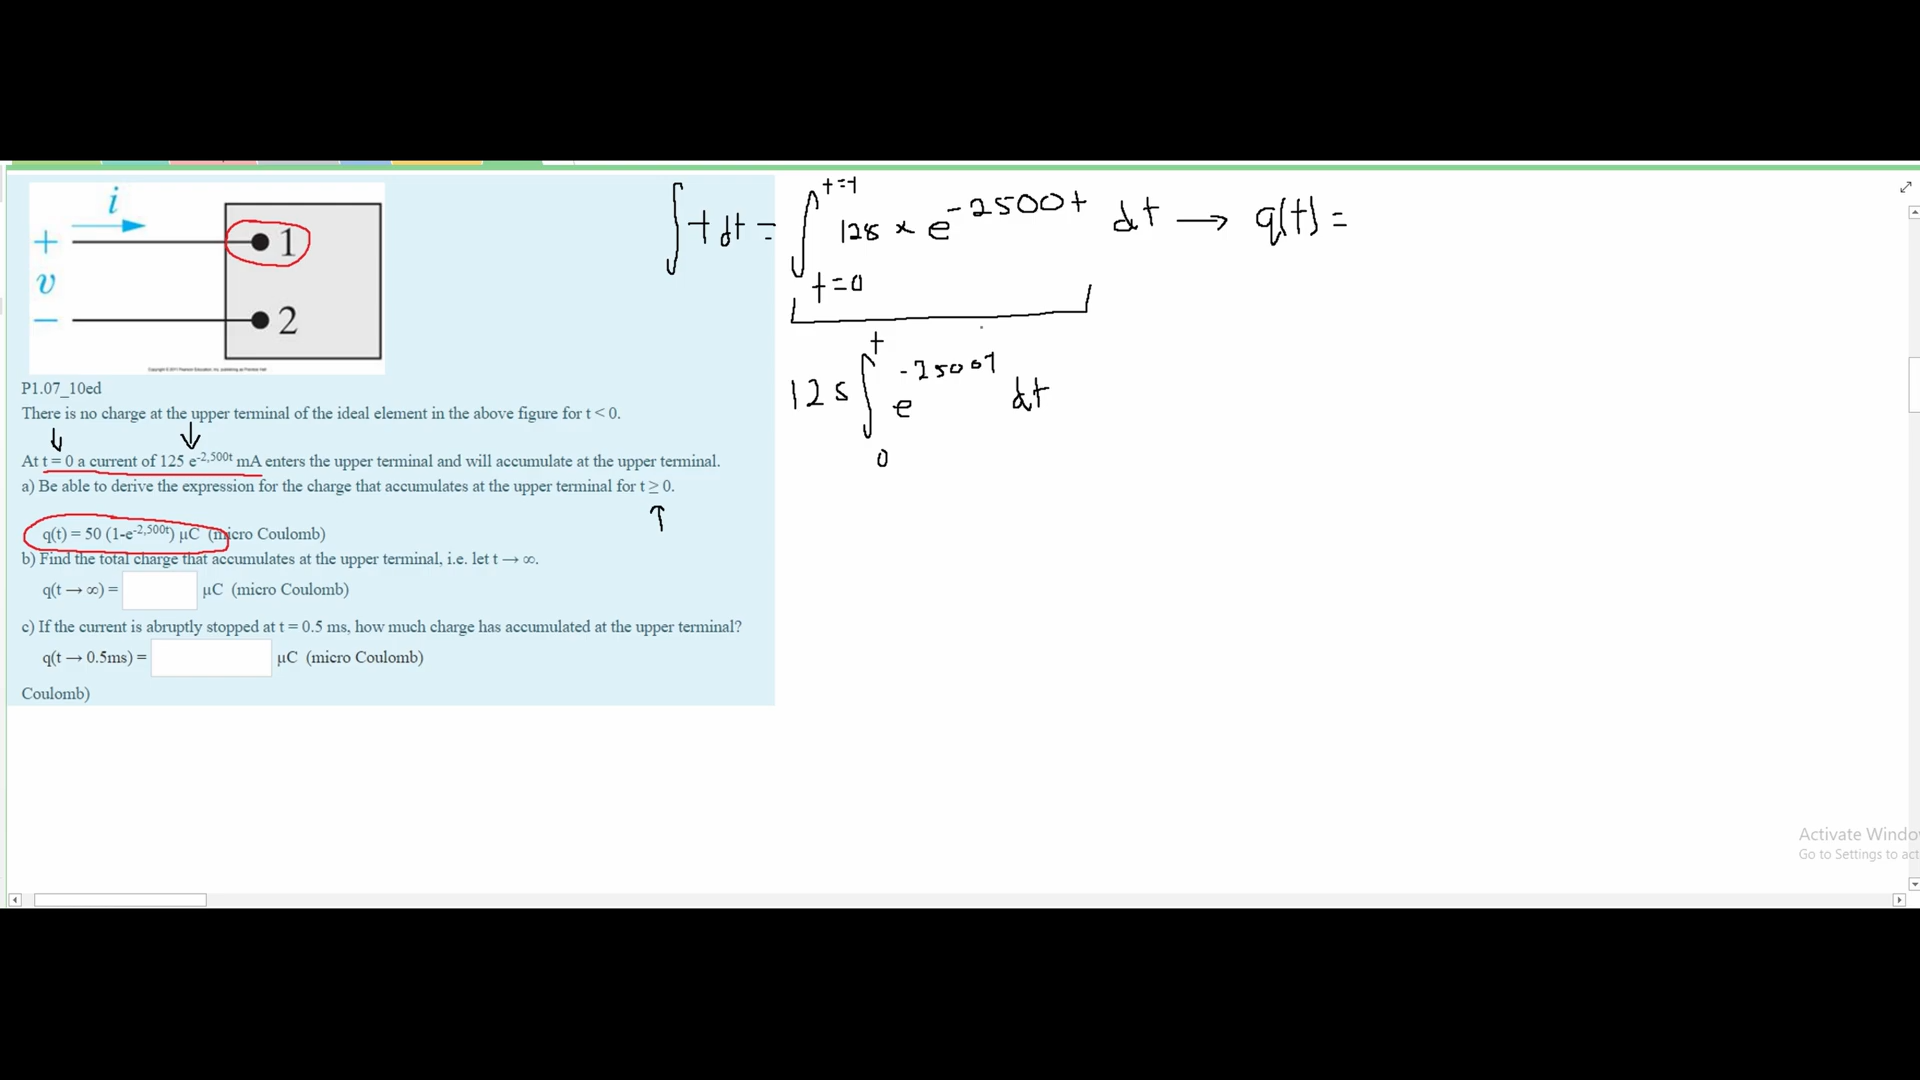 i
+
1
v
−
2
P1.07_10ed
There is no charge at the upper terminal of the ideal element in the above figure for t < 0.
At t = 0 a current of 125 e^-2,500t mA enters the upper terminal and will accumulate at the upper terminal.
a) Be able to derive the expression for the charge that accumulates at the upper terminal for t ≥ 0.
q(t) = 50 (1-e^-2,500t) µC (micro Coulomb)
b) Find the total charge that accumulates at the upper terminal, i.e. let t → ∞.
q(t → ∞) = µC (micro Coulomb)
c) If the current is abruptly stopped at t = 0.5 ms, how much charge has accumulated at the upper terminal?
q(t → 0.5ms) = µC (micro Coulomb)
Coulomb)
∫ t dt = ∫ t=t t=0 125 × e^-2500t dt → q(t) =
125 ∫ t 0 e^-2500t dt
Activate Windo
Go to Settings to act